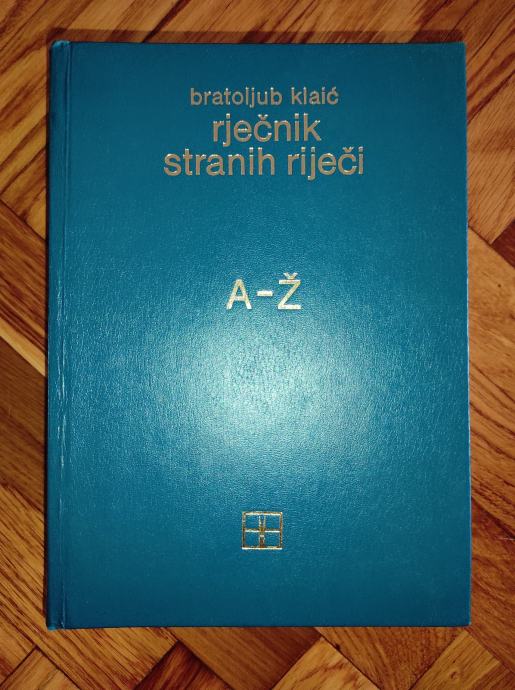 bratoljub klaić
rječnik
stranih riječi
A-Ž